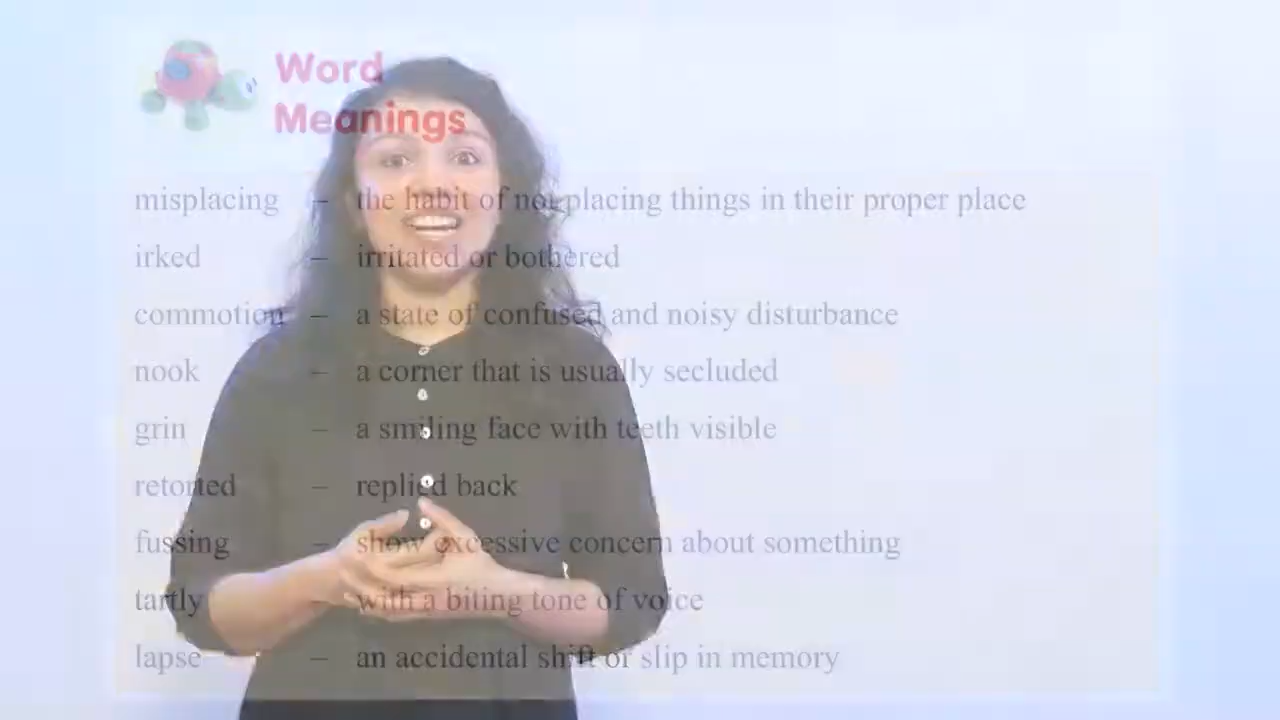 Word
Meanings
misplacing – the habit of not placing things in their proper place
irked – irritated or bothered
commotion – a state of confused and noisy disturbance
nook – a corner that is usually secluded
grin – a smiling face with teeth visible
retorted – replied back
fussing – show excessive concern about something
tartly – with a biting tone of voice
lapse – an accidental shift or slip in memory